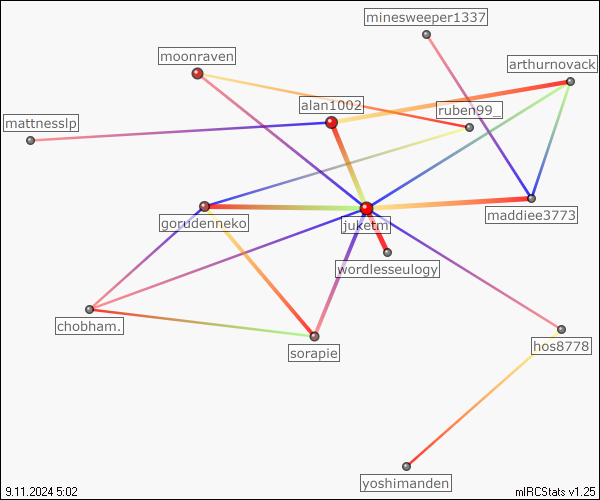 minesweeper1337
moonraven
arthurnovack
alan1002
ruben99_
mattnesslp
gorudenneko
juketm
maddiee3773
wordlesseulogy
chobham.
sorapie
hos8778
yoshimanden
9.11.2024 5:02
mIRCStats v1.25